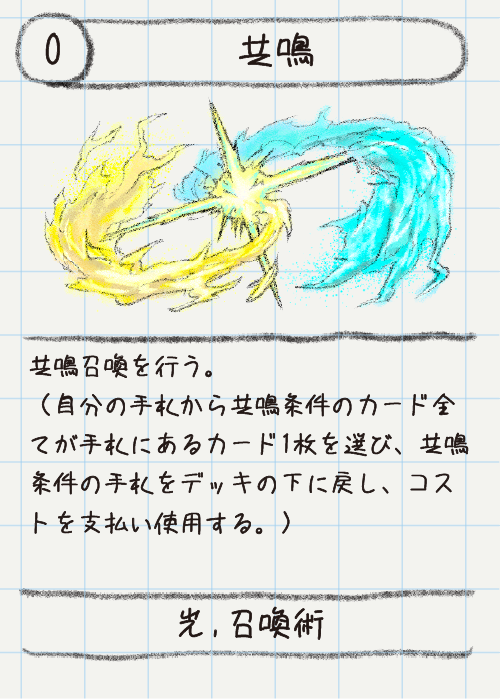 0
共鳴
共鳴召喚を行う。
（自分の手札から共鳴条件のカード全
てが手札にあるカード1枚を選び、共鳴
条件の手札をデッキの下に戻し、コス
トを支払い使用する。）
光,召喚術